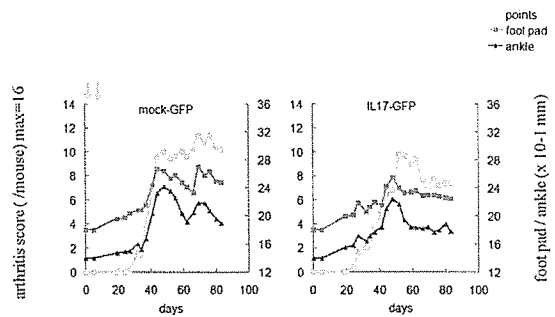 points
foot pad
ankle
arthritis score ( /mouse) max=16
14
12
10
8
6
4
2
0
mock-GFP
36
32
28
24
20
16
12
0 20 40 60 80 100
days
14
12
10
8
6
4
2
0
IL17-GFP
36
32
28
24
20
16
12
0 20 40 60 80 100
days
foot pad / ankle (x 10-1 mm)